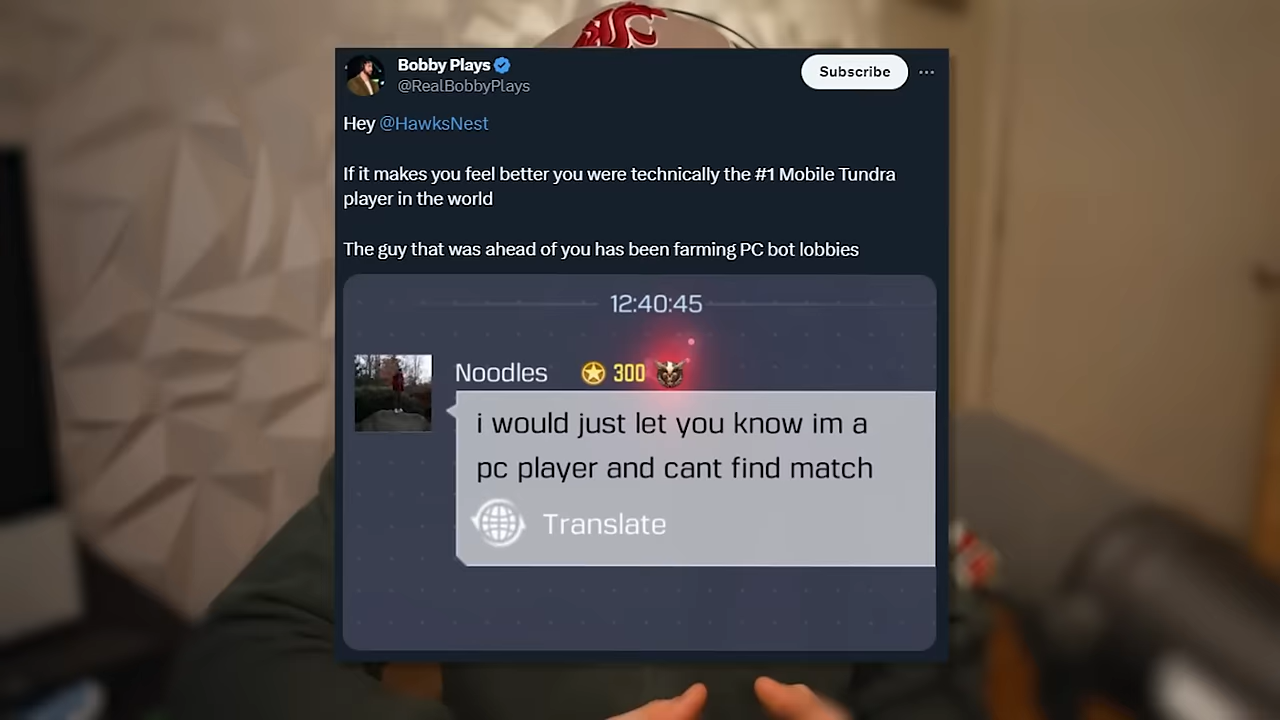 Bobby Plays
Subscribe
@RealBobbyPlays
Hey @HawksNest
If it makes you feel better you were technically the #1 Mobile Tundra
player in the world
The guy that was ahead of you has been farming PC bot lobbies
12:40:45
Noodles 300
i would just let you know im a
pc player and cant find match
Translate